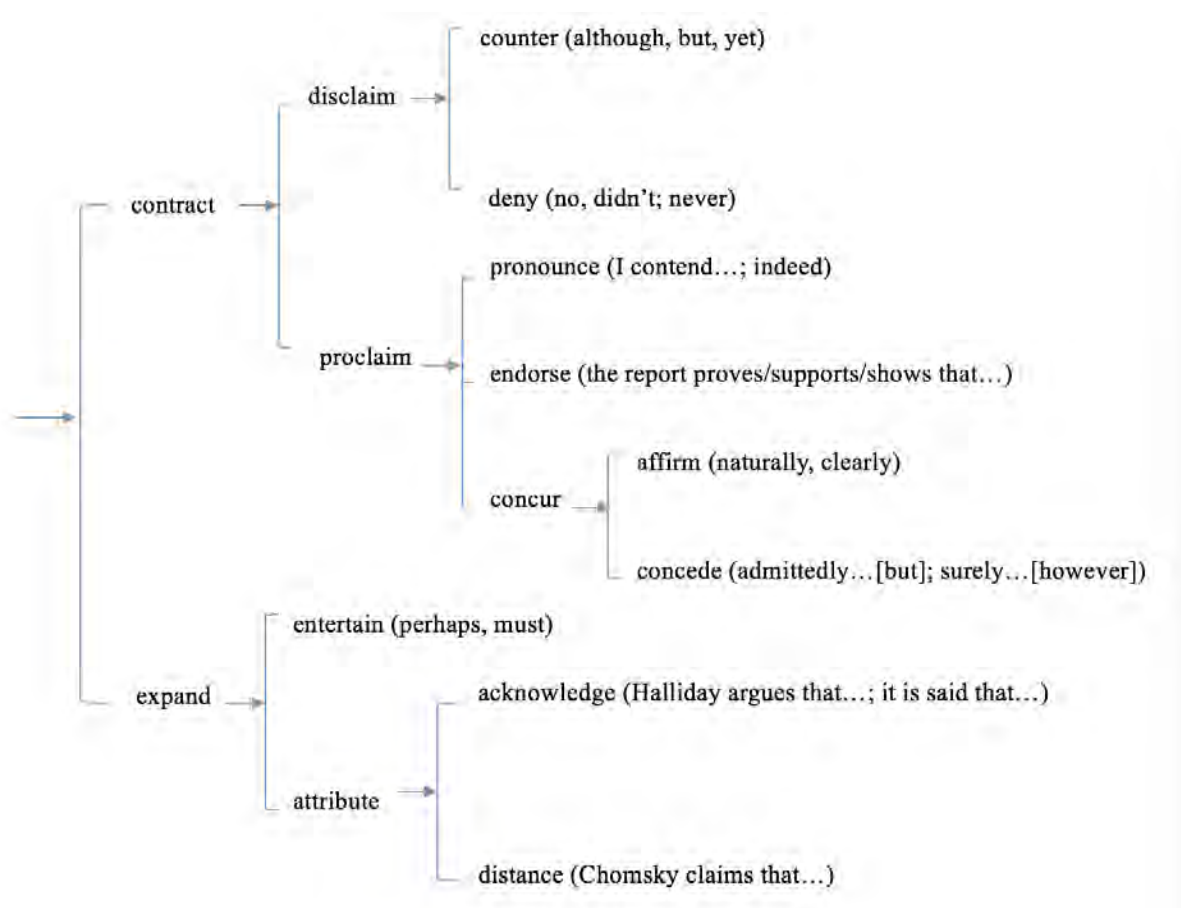 counter (although, but, yet)
disclaim
deny (no, didn’t; never)
contract
pronounce (I contend…; indeed)
proclaim
endorse (the report proves/supports/shows that…)
affirm (naturally, clearly)
concur
concede (admittedly…[but]; surely…[however])
entertain (perhaps, must)
expand
acknowledge (Halliday argues that…; it is said that…)
attribute
distance (Chomsky claims that…)